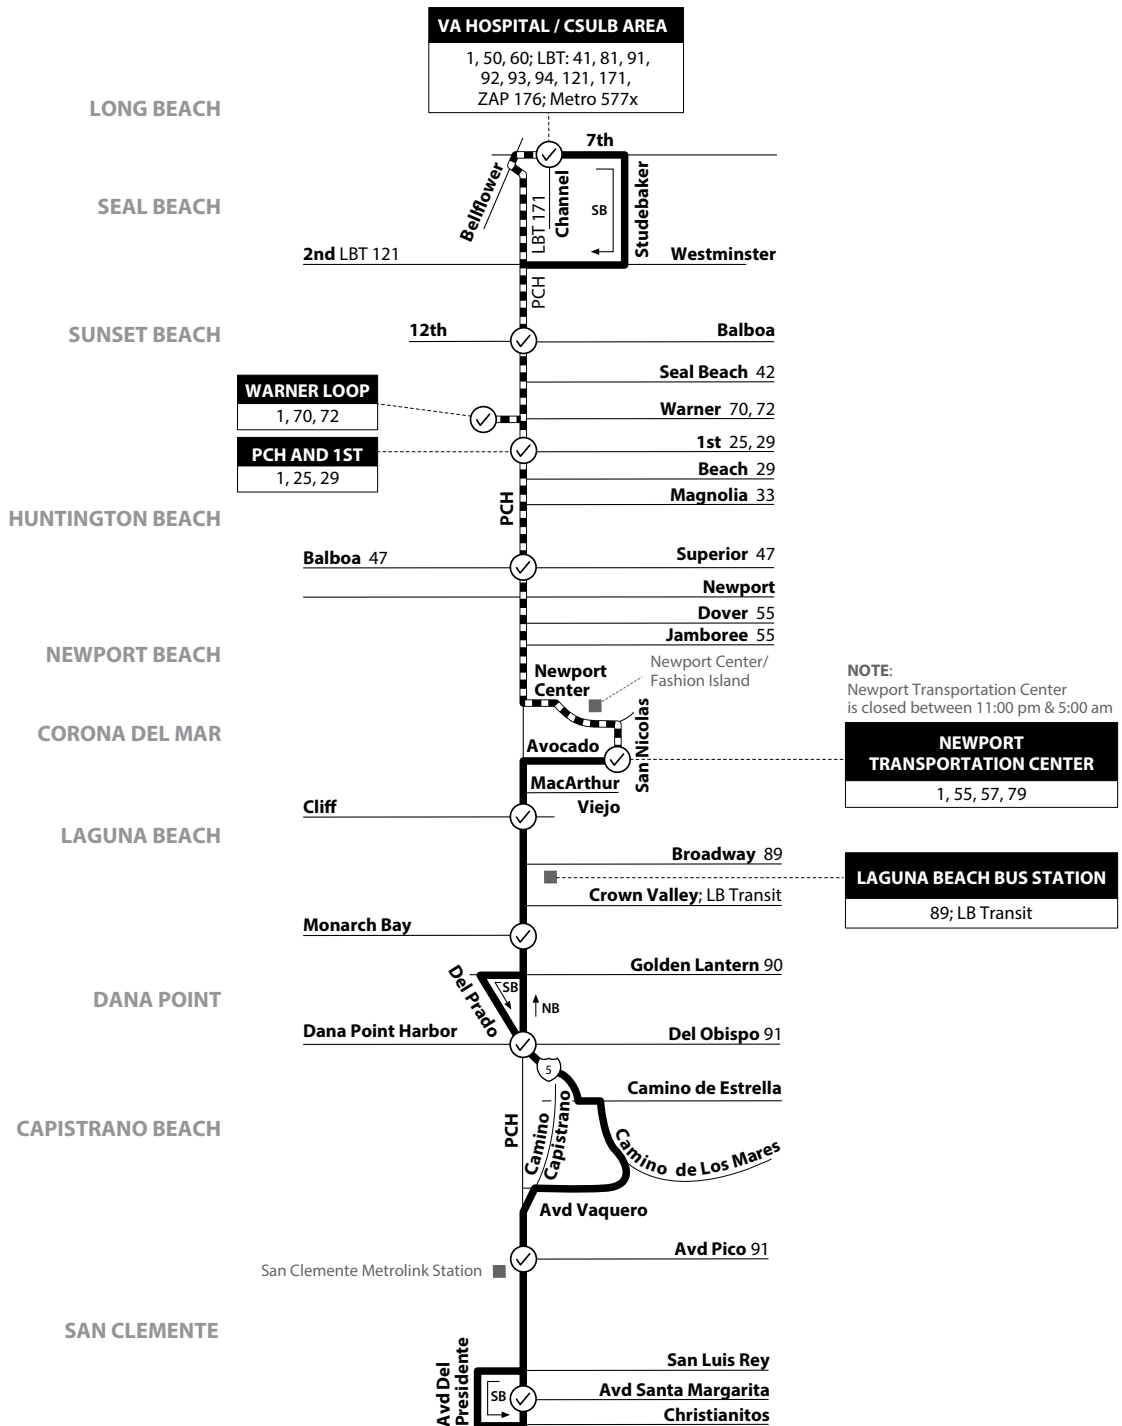 VA HOSPITAL / CSULB AREA
1, 50, 60; LBT: 41, 81, 91,
92, 93, 94, 121, 171,
ZAP 176; Metro 577x
LONG BEACH
7th
Bellflower
LBT 171
Channel
SB
Studebaker
SEAL BEACH
2nd LBT 121
Westminster
PCH
SUNSET BEACH
12th
Balboa
Seal Beach 42
WARNER LOOP
1, 70, 72
Warner 70, 72
1st 25, 29
PCH AND 1ST
1, 25, 29
Beach 29
Magnolia 33
PCH
HUNTINGTON BEACH
Balboa 47
Superior 47
Newport
Dover 55
Jamboree 55
NEWPORT BEACH
Newport
Center
Newport Center/
Fashion Island
NOTE:
Newport Transportation Center
is closed between 11:00 pm & 5:00 am
CORONA DEL MAR
San Nicolas
Avocado
NEWPORT
TRANSPORTATION CENTER
1, 55, 57, 79
MacArthur
Cliff
Viejo
LAGUNA BEACH
Broadway 89
LAGUNA BEACH BUS STATION
89; LB Transit
Crown Valley; LB Transit
Monarch Bay
Golden Lantern 90
Del Prado
SB
NB
DANA POINT
Dana Point Harbor
Del Obispo 91
5
Camino de Estrella
CAPISTRANO BEACH
PCH
Camino
Capistrano
Camino de Los Mares
Avd Vaquero
Avd Pico 91
San Clemente Metrolink Station
SAN CLEMENTE
San Luis Rey
Avd Del
Presidente
SB
Avd Santa Margarita
Christianitos